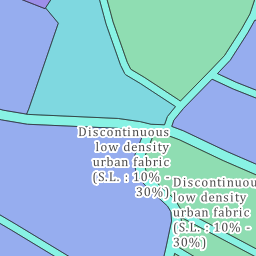 Discontinuous
low density
urban fabric
(S.L. : 10% -
30%)
Discontinuou
low density
urban fabric
(S.L. : 10% -
30%)